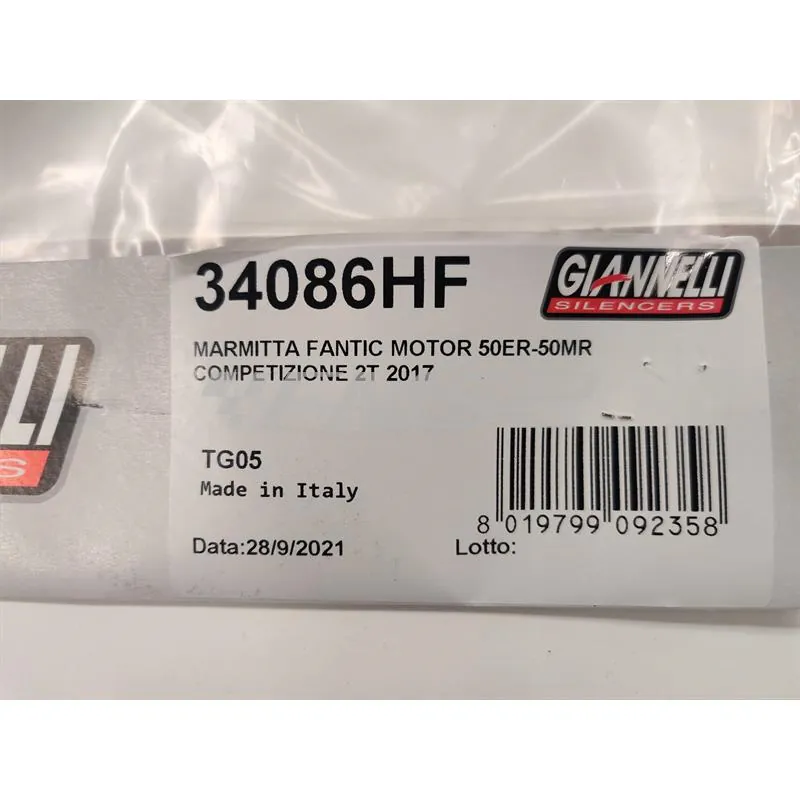 34086HF
GIANNELLI
SILENCERS
MARMITTA FANTIC MOTOR 50ER-50MR
COMPETIZIONE 2T 2017
TG05
Made in Italy
8 019799 092358
Data:28/9/2021
Lotto:
LLI
S